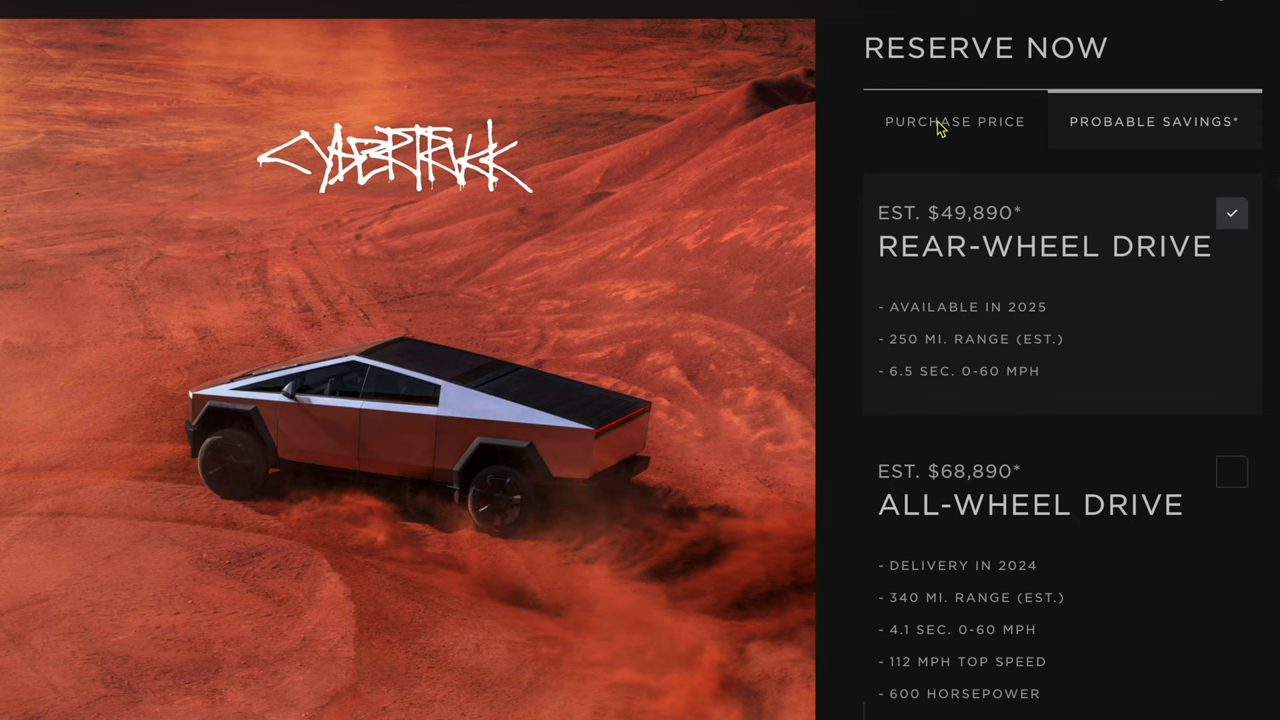 CYBERTRUCK
RESERVE NOW
PURCHASE PRICE
PROBABLE SAVINGS*
EST. $49,890*
REAR-WHEEL DRIVE
- AVAILABLE IN 2025
- 250 MI. RANGE (EST.)
- 6.5 SEC. 0-60 MPH
EST. $68,890*
ALL-WHEEL DRIVE
- DELIVERY IN 2024
- 340 MI. RANGE (EST.)
- 4.1 SEC. 0-60 MPH
- 112 MPH TOP SPEED
- 600 HORSEPOWER